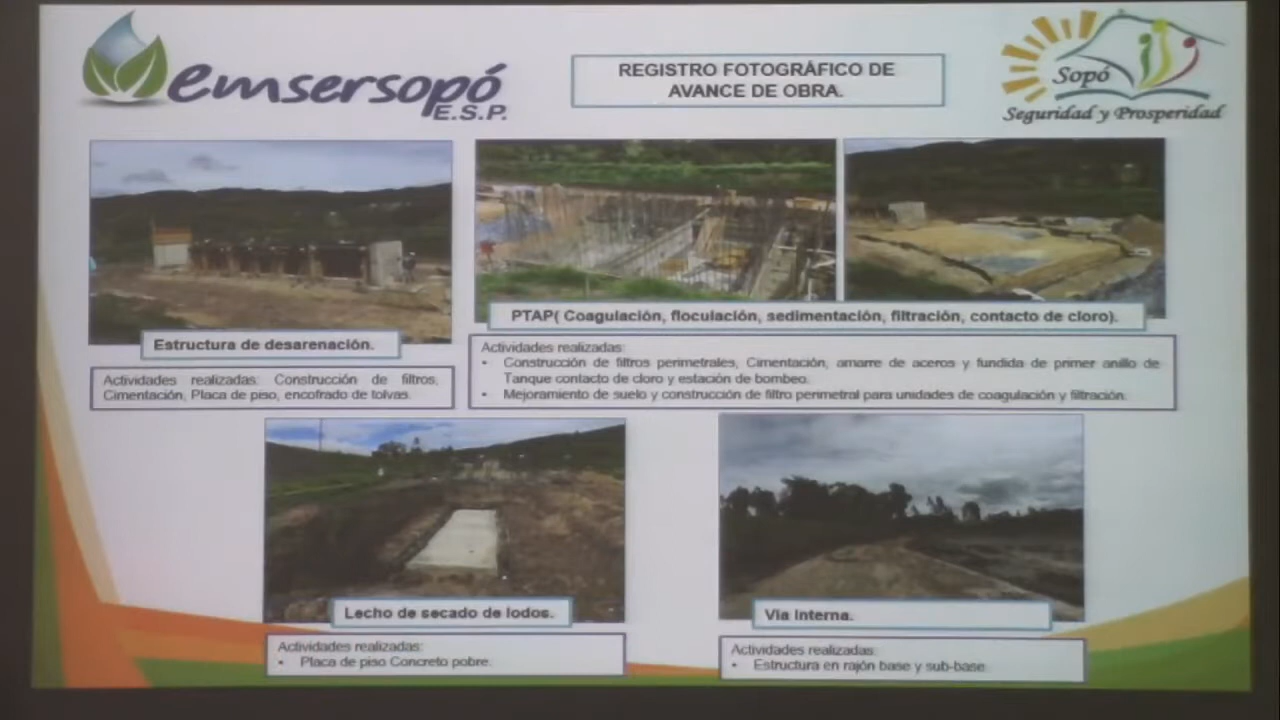 emsersopó
E.S.P.
REGISTRO FOTOGRÁFICO DE
AVANCE DE OBRA.
Sopó
Seguridad y Prosperidad
Estructura de desarenación.
Actividades realizadas: Construcción de filtros,
Cimentación, Placa de piso, encofrado de tolvas.
PTAP( Coagulación, floculación, sedimentación, filtración, contacto de cloro).
Actividades realizadas:
• Construcción de filtros perimetrales, Cimentación, amarre de aceros y fundida de primer anillo de
Tanque contacto de cloro y estación de bombeo.
• Mejoramiento de suelo y construcción de filtro perimetral para unidades de coagulación y filtración.
Lecho de secado de lodos.
Actividades realizadas:
• Placa de piso Concreto pobre.
Vía Interna.
Actividades realizadas:
• Estructura en rajón base y sub-base.